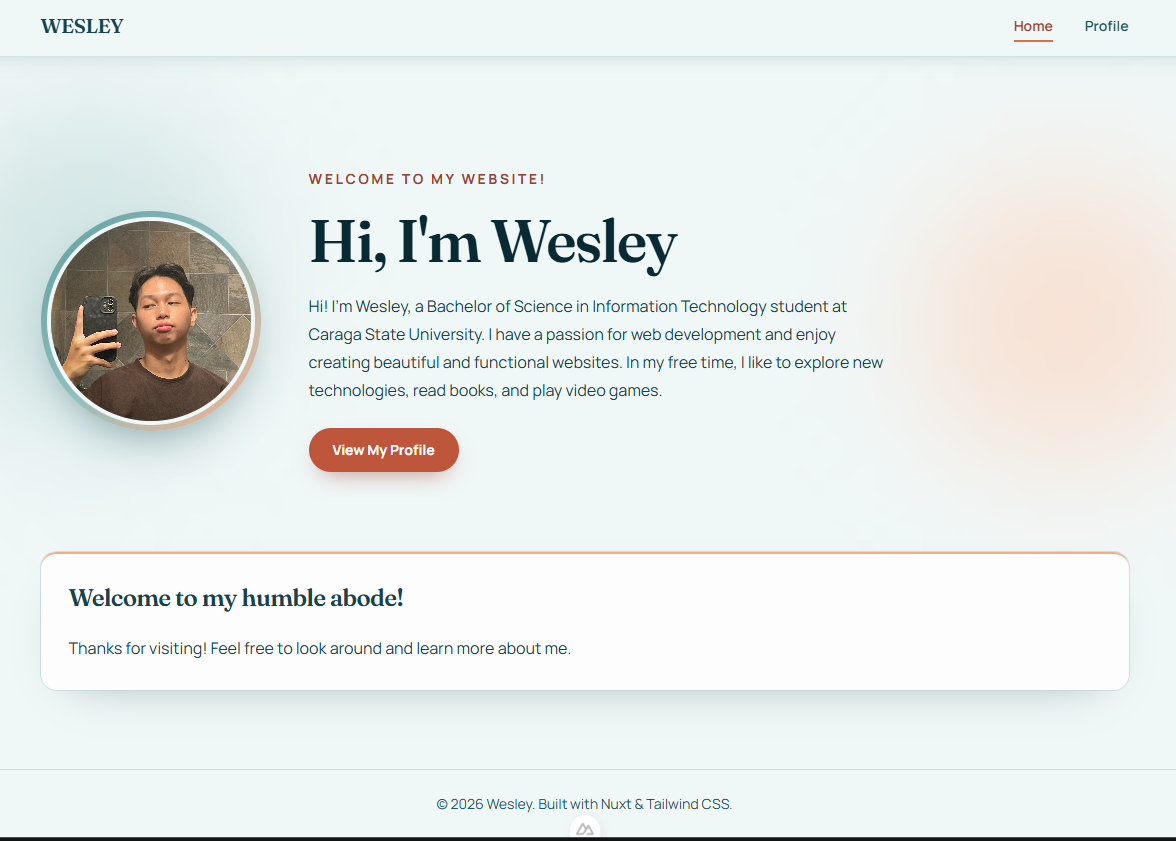 WESLEY
Home
Profile
WELCOME TO MY WEBSITE!
Hi, I'm Wesley
Hi! I'm Wesley, a Bachelor of Science in Information Technology student at
Caraga State University. I have a passion for web development and enjoy
creating beautiful and functional websites. In my free time, I like to explore new
technologies, read books, and play video games.
View My Profile
Welcome to my humble abode!
Thanks for visiting! Feel free to look around and learn more about me.
© 2026 Wesley. Built with Nuxt & Tailwind CSS.